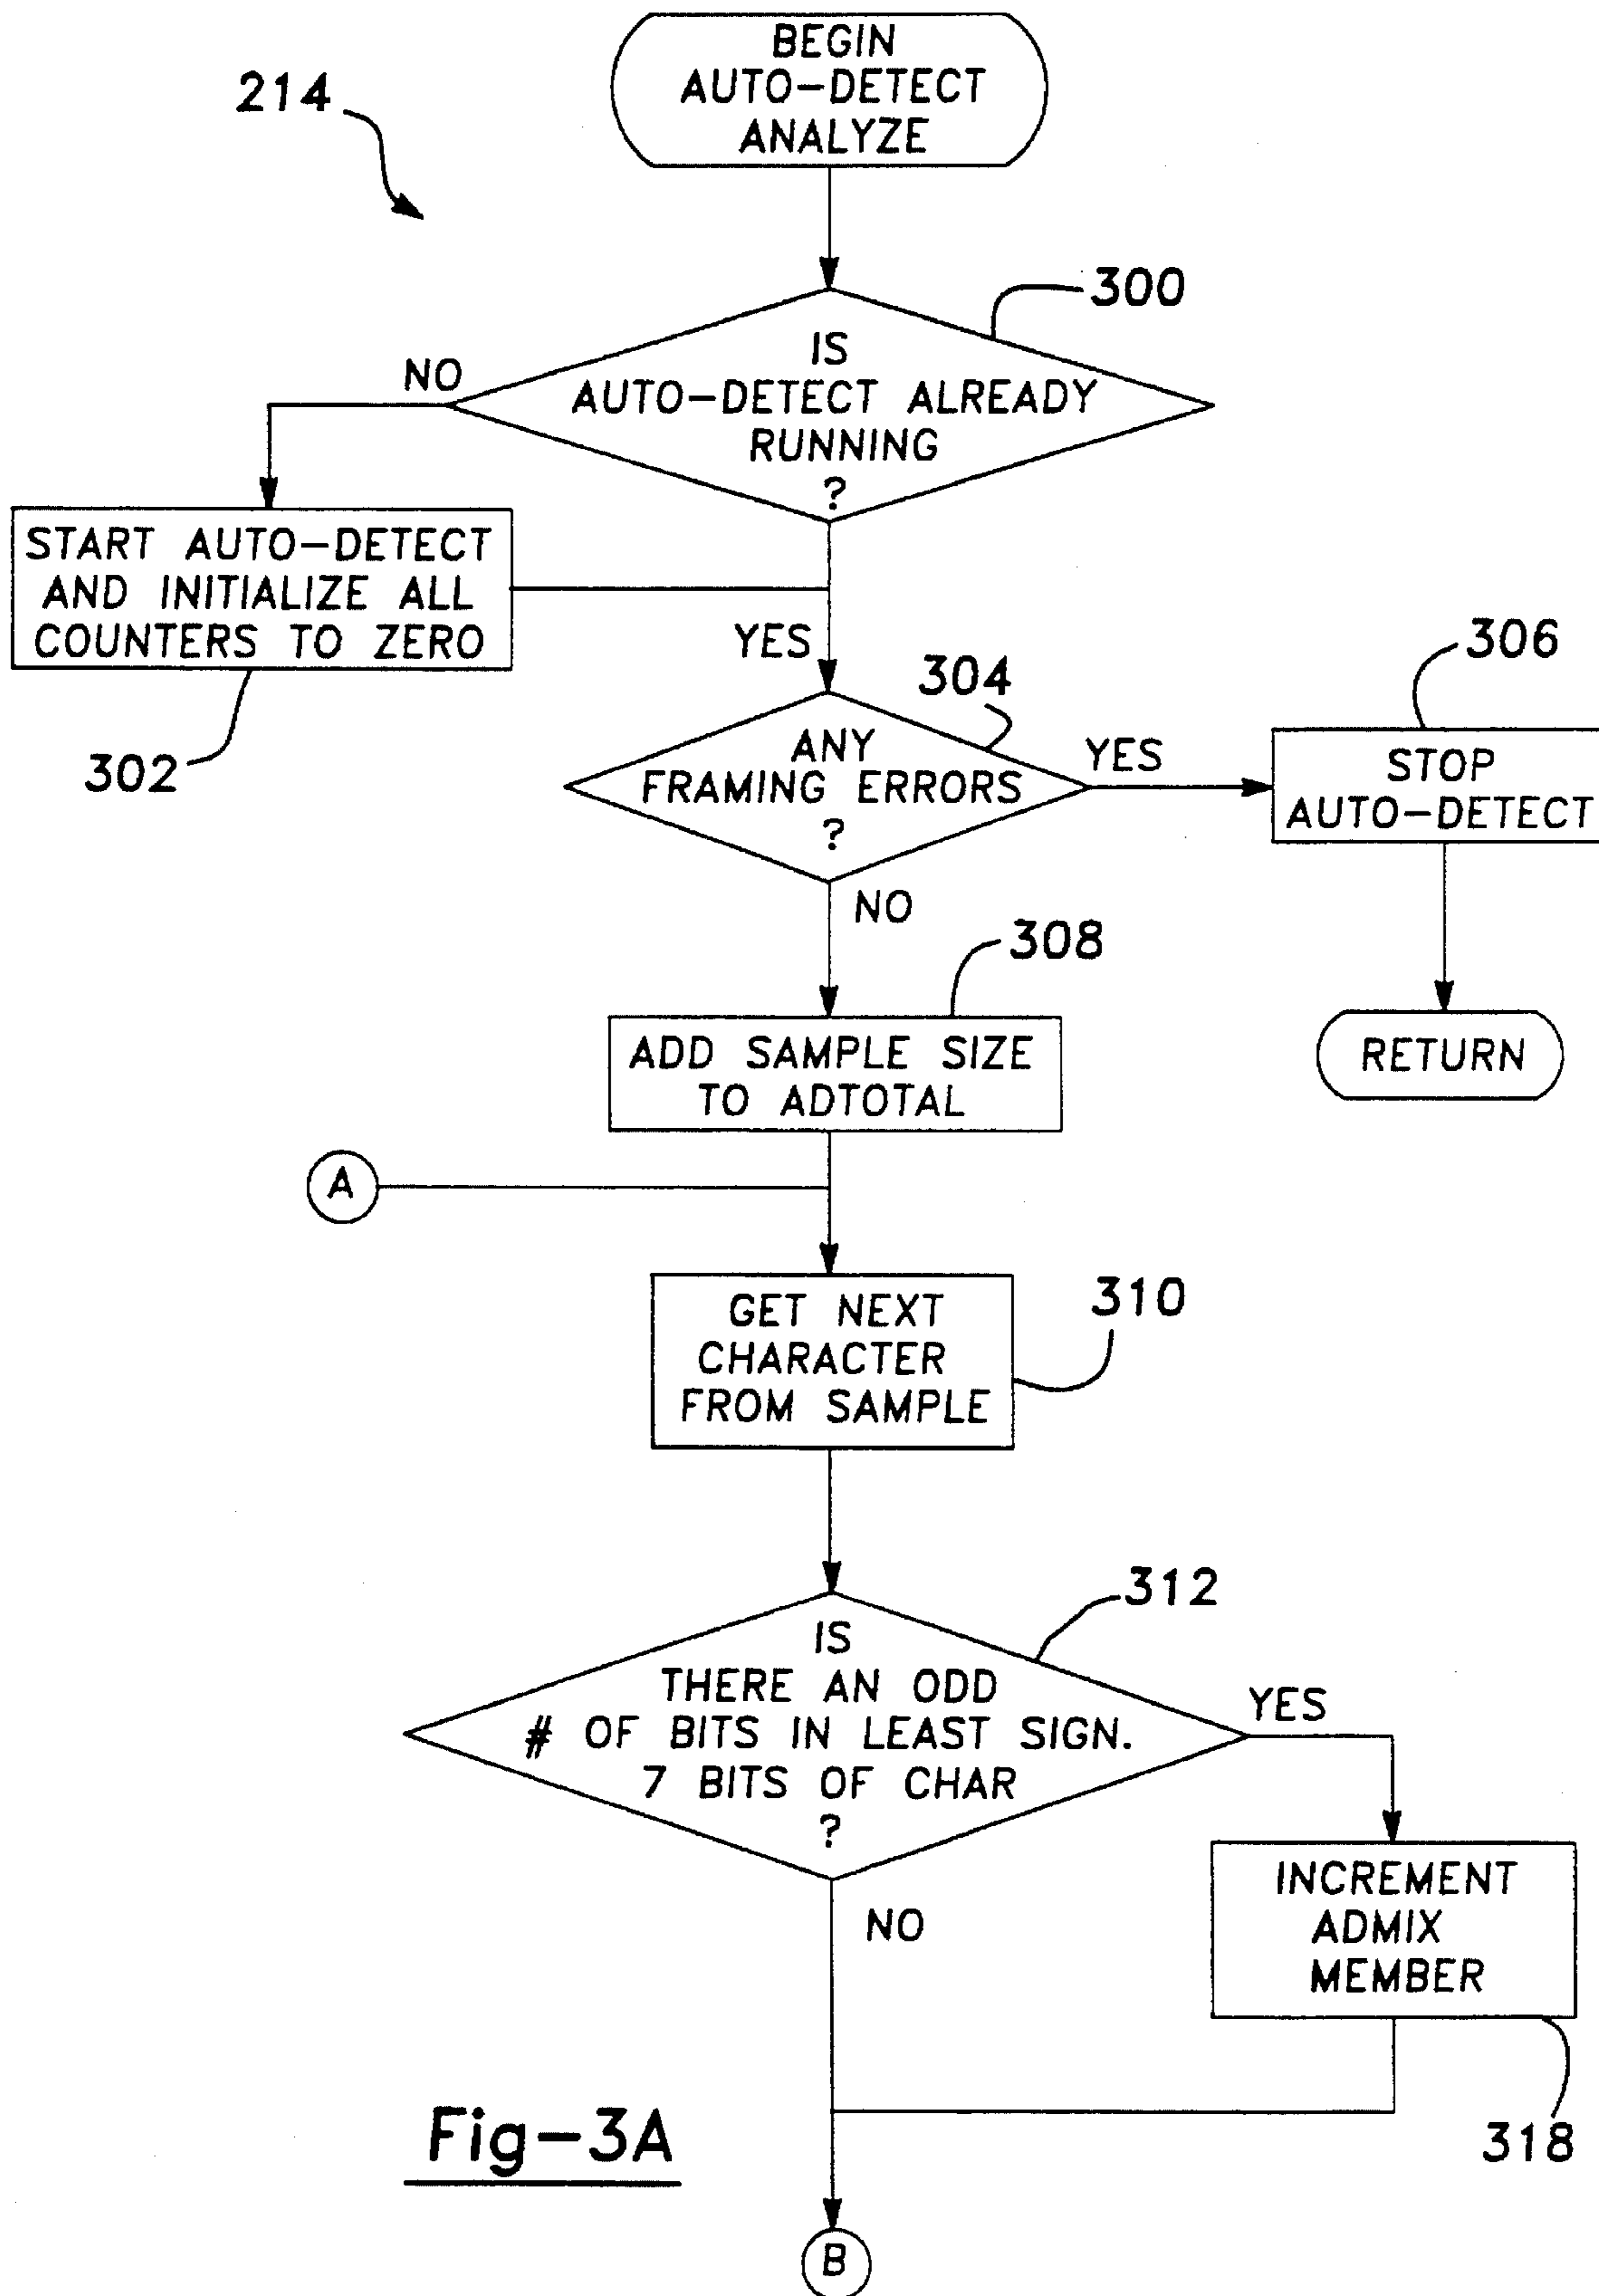 BEGIN
AUTO-DETECT
ANALYZE
214
300
IS
AUTO-DETECT ALREADY
RUNNING
?
NO
START AUTO-DETECT
AND INITIALIZE ALL
COUNTERS TO ZERO
302
YES
304
ANY
FRAMING ERRORS
?
YES
306
STOP
AUTO-DETECT
RETURN
NO
308
ADD SAMPLE SIZE
TO ADTOTAL
A
GET NEXT
CHARACTER
FROM SAMPLE
310
312
IS
THERE AN ODD
# OF BITS IN LEAST SIGN.
7 BITS OF CHAR
?
YES
INCREMENT
ADMIX
MEMBER
318
NO
Fig-3A
B